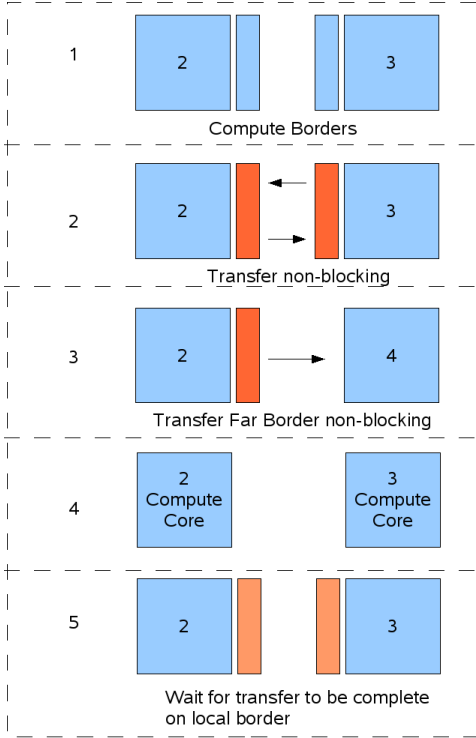 1
2
3
Compute Borders
2
2
3
Transfer non-blocking
3
2
4
Transfer Far Border non-blocking
4
2
Compute
Core
3
Compute
Core
5
2
3
Wait for transfer to be complete
on local border